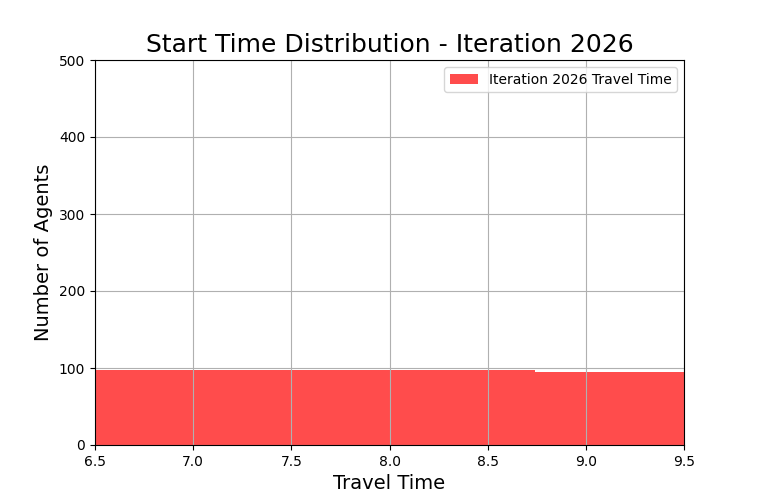 Start Time Distribution - Iteration 2026
Iteration 2026 Travel Time
Number of Agents
500
400
300
200
100
0
6.5 7.0 7.5 8.0 8.5 9.0 9.5
Travel Time